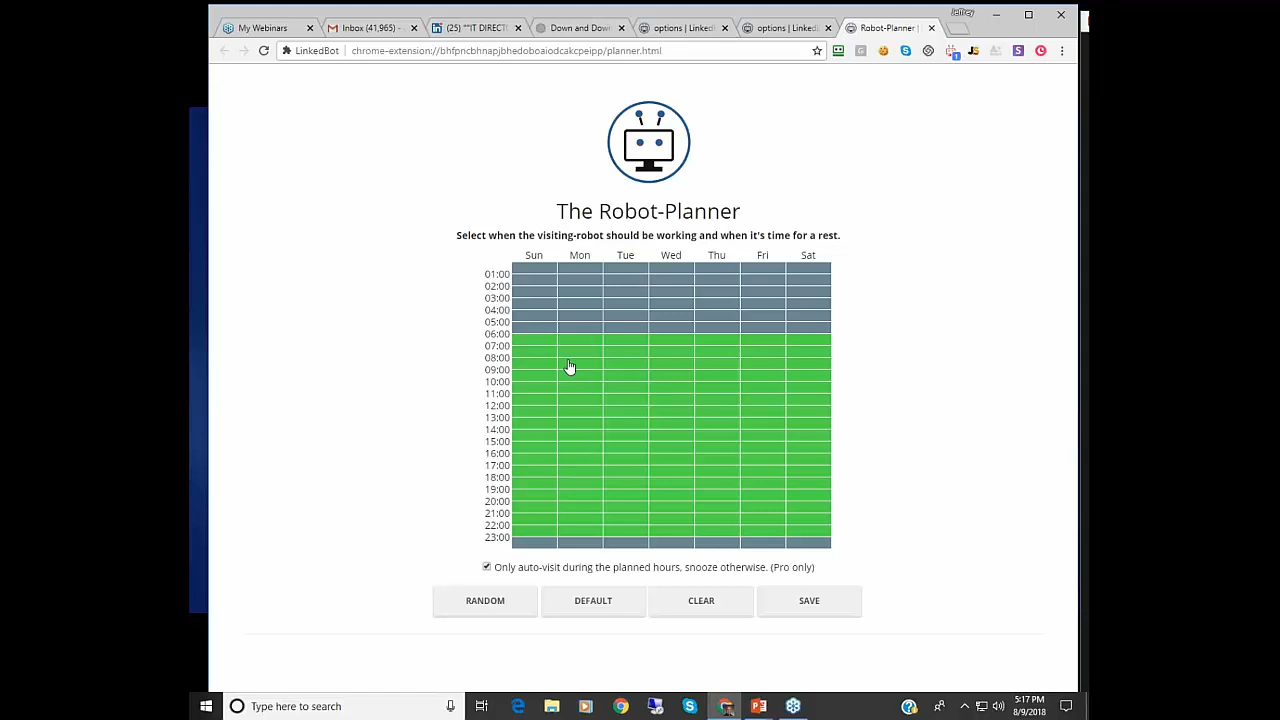 Jeffrey
My Webinars
Inbox (41,965) -
(25) **IT DIRECT
Down and Down
options | Linked
options | Linked
Robot-Planner |
LinkedBot
chrome-extension://bhfpncbhnapjbhedoboaiodcakcpeipp/planner.html
The Robot-Planner
Select when the visiting-robot should be working and when it's time for a rest.
Sun Mon Tue Wed Thu Fri Sat
01:00
02:00
03:00
04:00
05:00
06:00
07:00
08:00
09:00
10:00
11:00
12:00
13:00
14:00
15:00
16:00
17:00
18:00
19:00
20:00
21:00
22:00
23:00
Only auto-visit during the planned hours, snooze otherwise. (Pro only)
RANDOM DEFAULT CLEAR SAVE
Type here to search
5:17 PM
8/9/2018